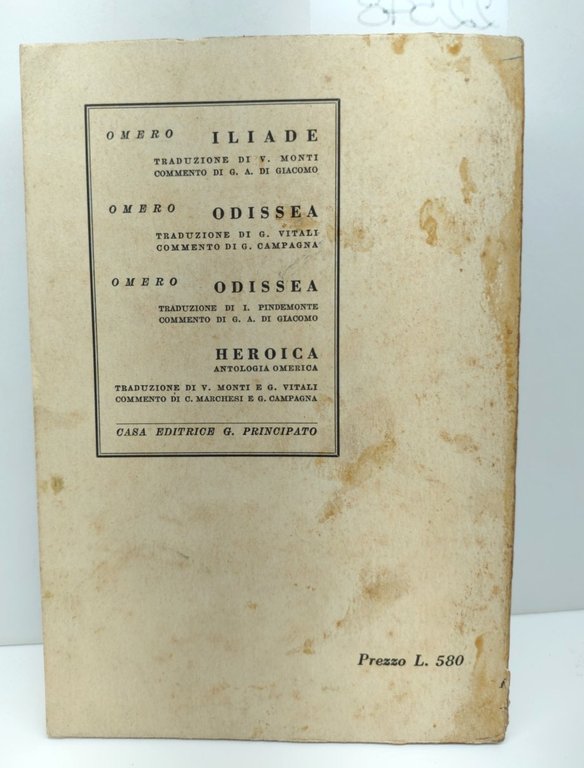 OMERO ILIADE
TRADUZIONE DI V. MONTI
COMMENTO DI G. A. DI GIACOMO
OMERO ODISSEA
TRADUZIONE DI G. VITALI
COMMENTO DI G. CAMPAGNA
OMERO ODISSEA
TRADUZIONE DI I. PINDEMONTE
COMMENTO DI G. A. DI GIACOMO
HEROICA
ANTOLOGIA OMERICA
TRADUZIONE DI V. MONTI E G. VITALI
COMMENTO DI C. MARCHESI E G. CAMPAGNA
CASA EDITRICE G. PRINCIPATO
Prezzo L. 580